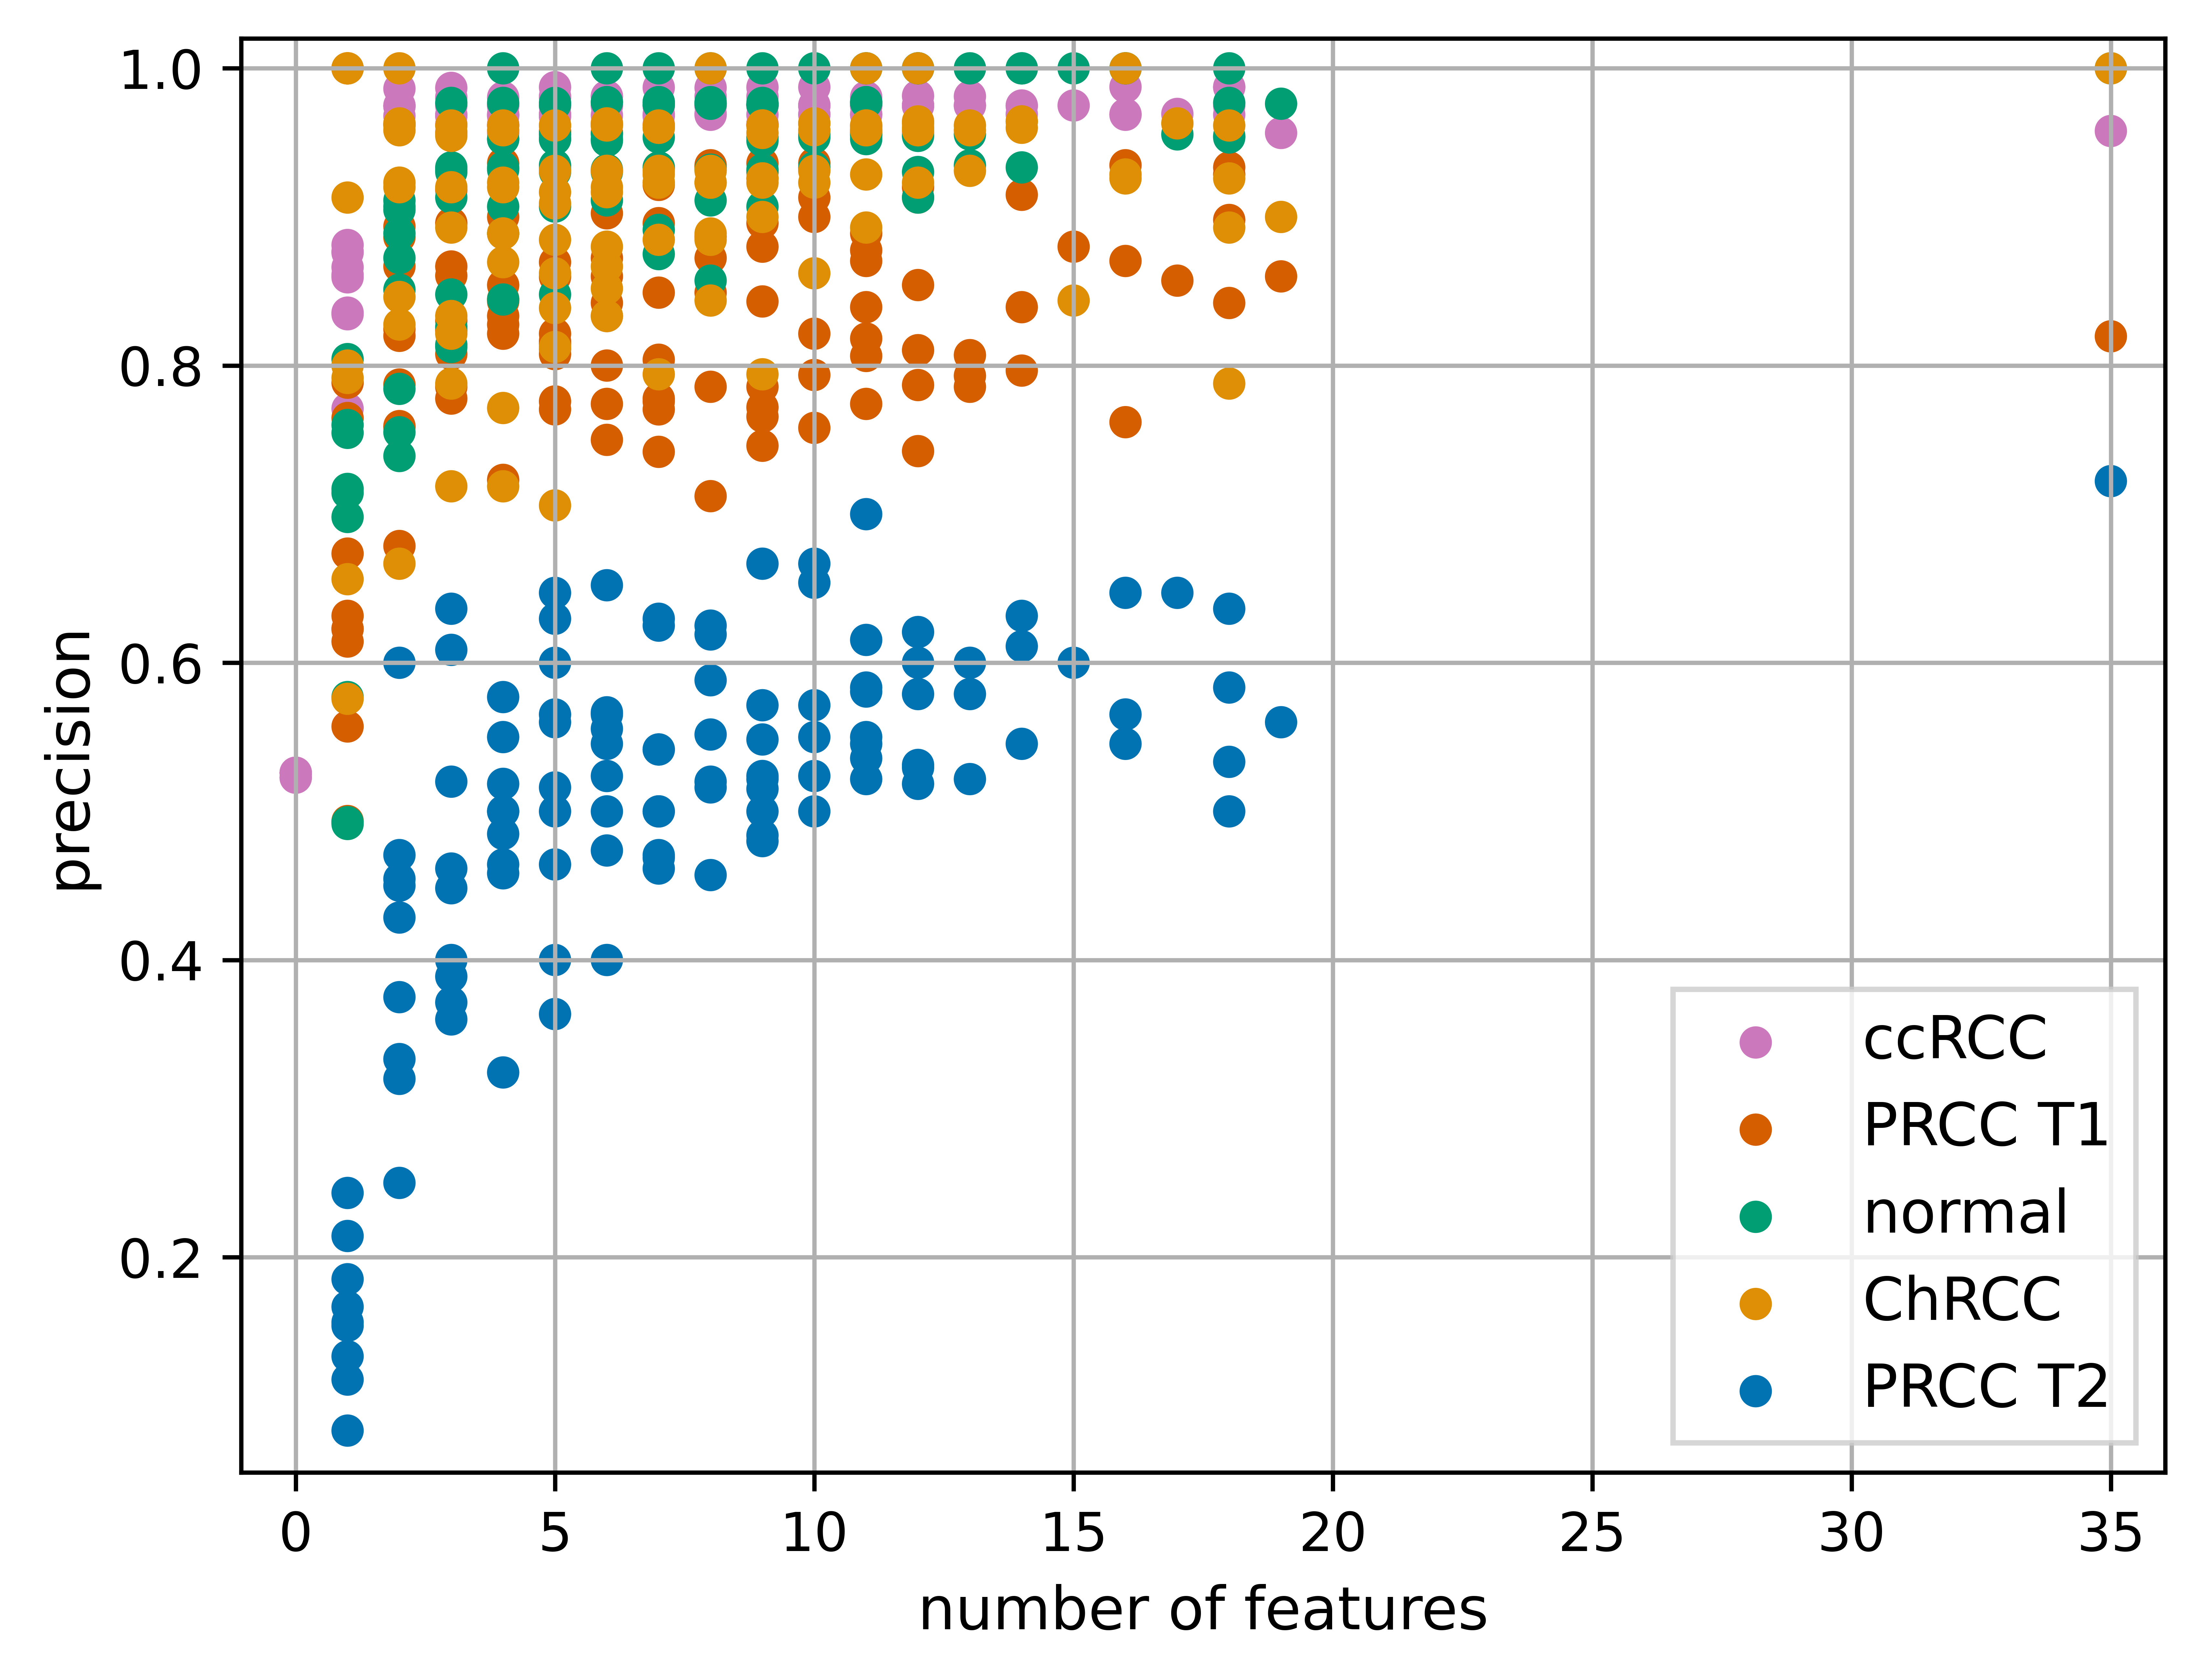 1.0
0.8
0.6
0.4
0.2
precision
0 5 10 15 20 25 30 35
number of features
ccRCC
PRCC T1
normal
ChRCC
PRCC T2